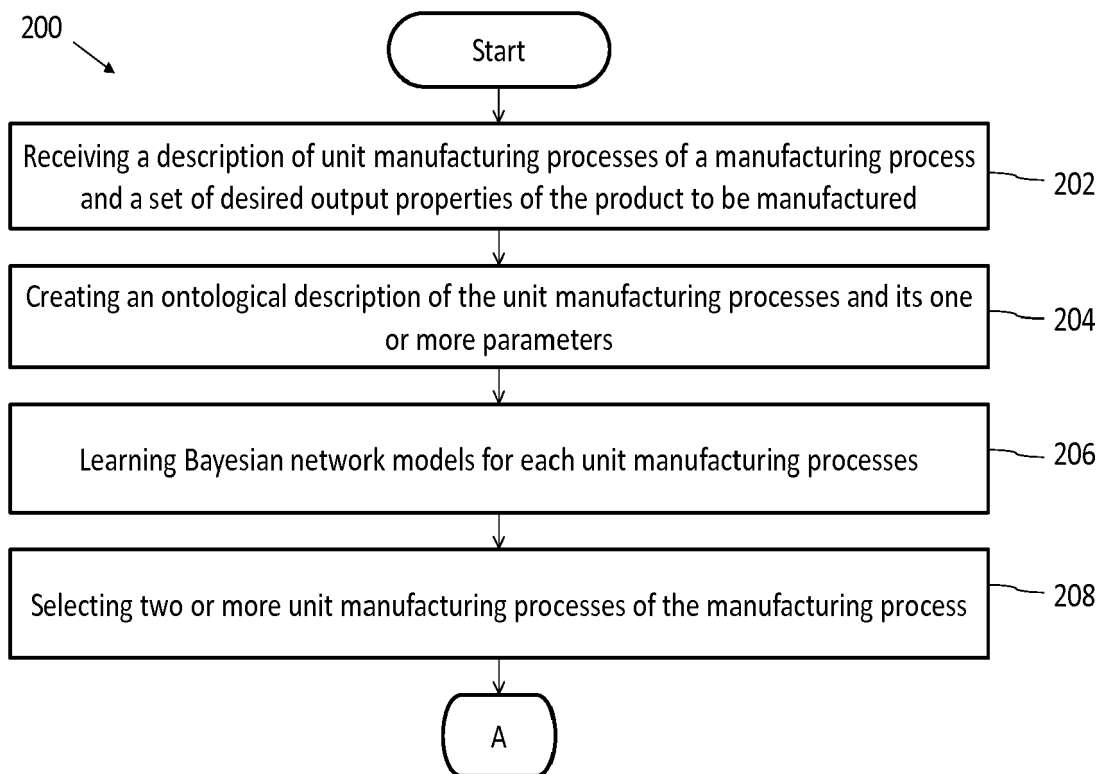 200
Start
Receiving a description of unit manufacturing processes of a manufacturing process
and a set of desired output properties of the product to be manufactured
202
Creating an ontological description of the unit manufacturing processes and its one
or more parameters
204
Learning Bayesian network models for each unit manufacturing processes
206
Selecting two or more unit manufacturing processes of the manufacturing process
208
A